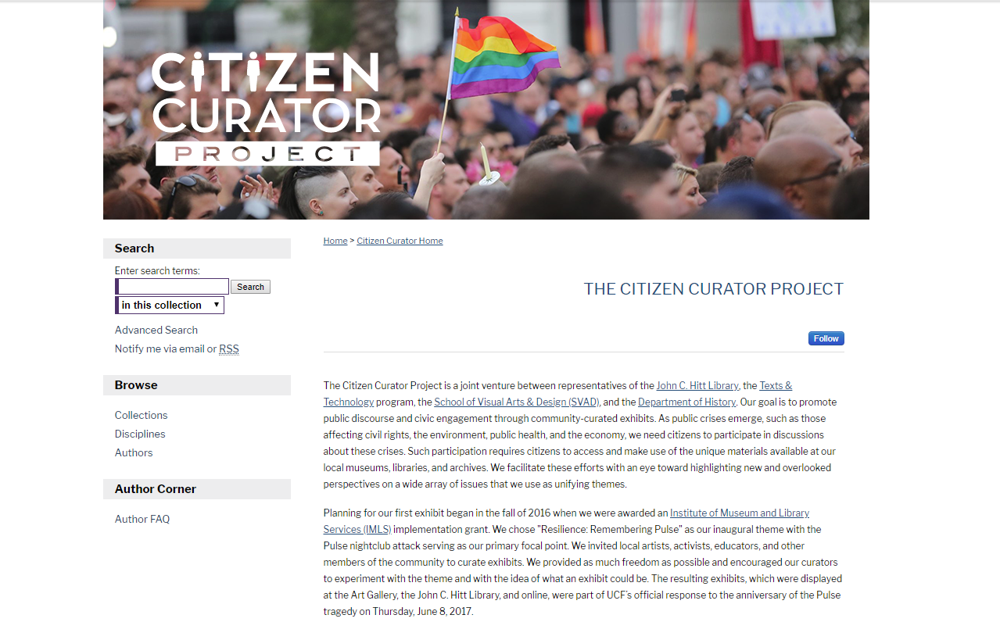 CiTiZEN
CURATOR
PROJECT
Search
Enter search terms:
Search
in this collection ▼
Advanced Search
Notify me via email or RSS
Browse
Collections
Disciplines
Authors
Author Corner
Author FAQ
Home > Citizen Curator Home
THE CITIZEN CURATOR PROJECT
Follow
The Citizen Curator Project is a joint venture between representatives of the John C. Hitt Library, the Texts &
Technology program, the School of Visual Arts & Design (SVAD), and the Department of History. Our goal is to promote
public discourse and civic engagement through community-curated exhibits. As public crises emerge, such as those
affecting civil rights, the environment, public health, and the economy, we need citizens to participate in discussions
about these crises. Such participation requires citizens to access and make use of the unique materials available at our
local museums, libraries, and archives. We facilitate these efforts with an eye toward highlighting new and overlooked
perspectives on a wide array of issues that we use as unifying themes.
Planning for our first exhibit began in the fall of 2016 when we were awarded an Institute of Museum and Library
Services (IMLS) implementation grant. We chose "Resilience: Remembering Pulse" as our inaugural theme with the
Pulse nightclub attack serving as our primary focal point. We invited local artists, activists, educators, and other
members of the community to curate exhibits. We provided as much freedom as possible and encouraged our curators
to experiment with the theme and with the idea of what an exhibit could be. The resulting exhibits, which were displayed
at the Art Gallery, the John C. Hitt Library, and online, were part of UCF's official response to the anniversary of the Pulse
tragedy on Thursday, June 8, 2017.